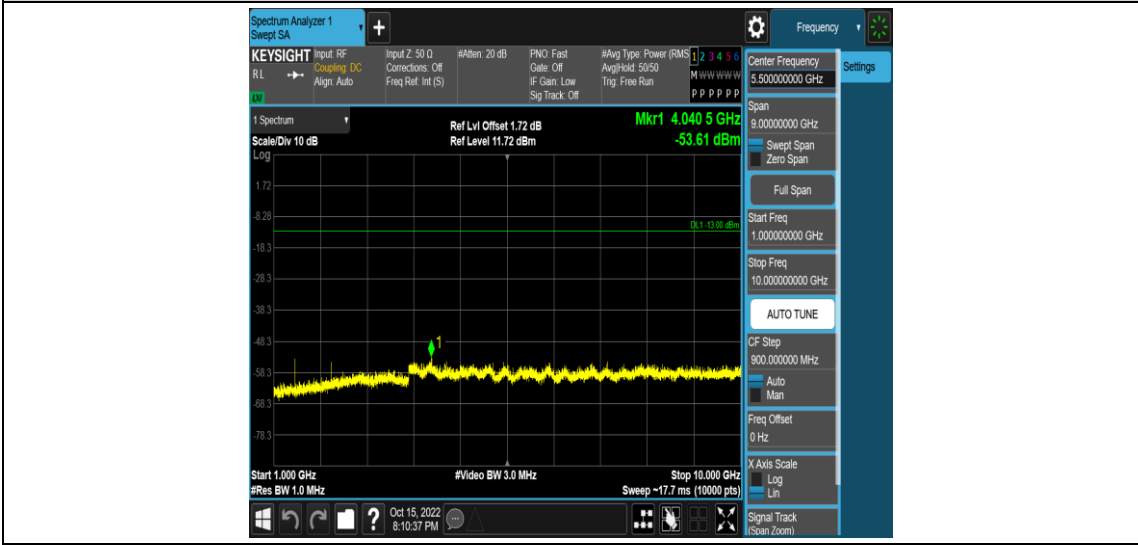 Spectrum Analyzer 1
Swept SA
+
Frequency
KEYSIGHT
RL
LM
Input: RF
Coupling: DC
Align: Auto
Input Z: 50 Ω
Corrections: Off
Freq Ref: Int (S)
#Atten: 20 dB
PNO: Fast
Gate: Off
IF Gain: Low
Sig Track: Off
#Avg Type: Power (RMS
Avg|Hold: 50/50
Trig: Free Run
1 2 3 4 5 6
M W W W W W
P P P P P P
1 Spectrum
Scale/Div 10 dB
Log
Ref Lvl Offset 1.72 dB
Ref Level 11.72 dBm
Mkr1 4.040 5 GHz
-53.61 dBm
1.72
-8.28
DL1 -13.00 dBm
-18.3
-28.3
-38.3
-48.3
1
-58.3
-68.3
-78.3
Start 1.000 GHz
#Res BW 1.0 MHz
#Video BW 3.0 MHz
Stop 10.000 GHz
Sweep ~17.7 ms (10000 pts)
Center Frequency
5.500000000 GHz
Settings
Span
9.00000000 GHz
Swept Span
Zero Span
Full Span
Start Freq
1.000000000 GHz
Stop Freq
10.000000000 GHz
AUTO TUNE
CF Step
900.000000 MHz
Auto
Man
Freq Offset
0 Hz
X Axis Scale
Log
Lin
Signal Track
(Span Zoom)
?
Oct 15, 2022
8:10:37 PM